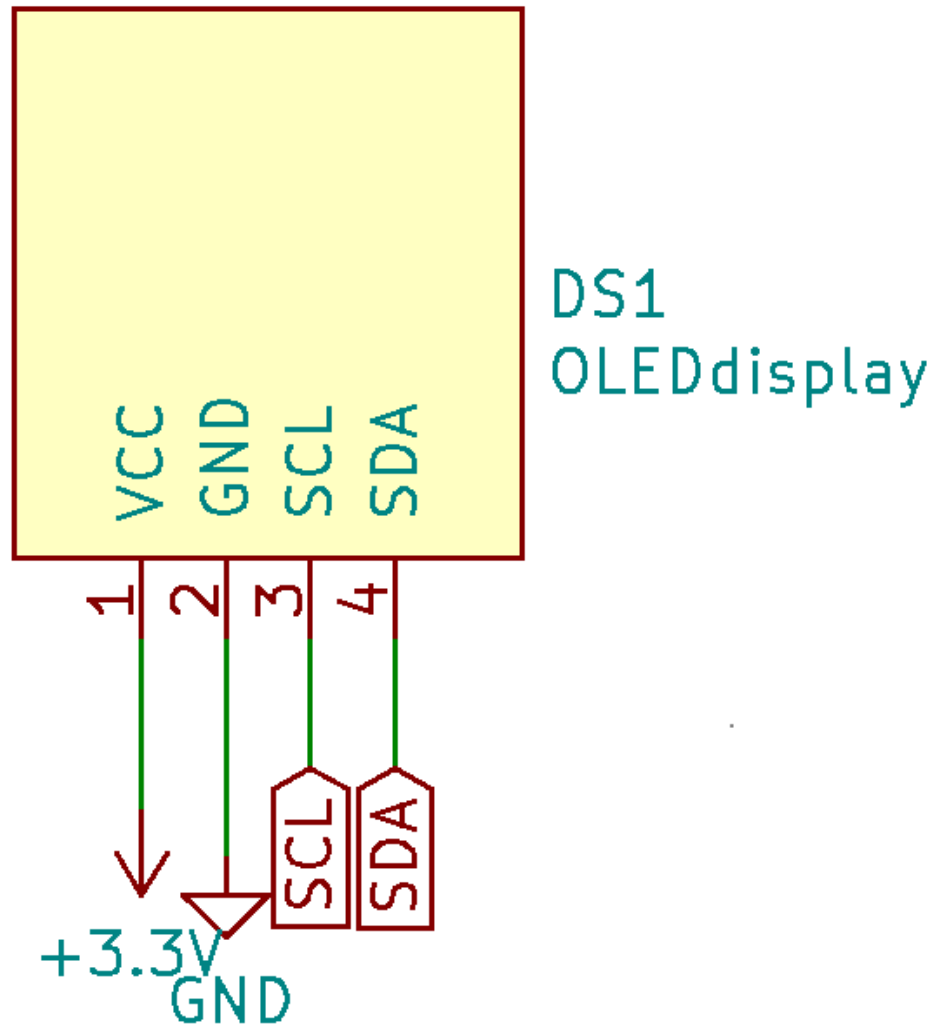 DS1
OLEDdisplay
VCC GND SCL SDA
1 2 3 4
SCL SDA
+3.3V
GND